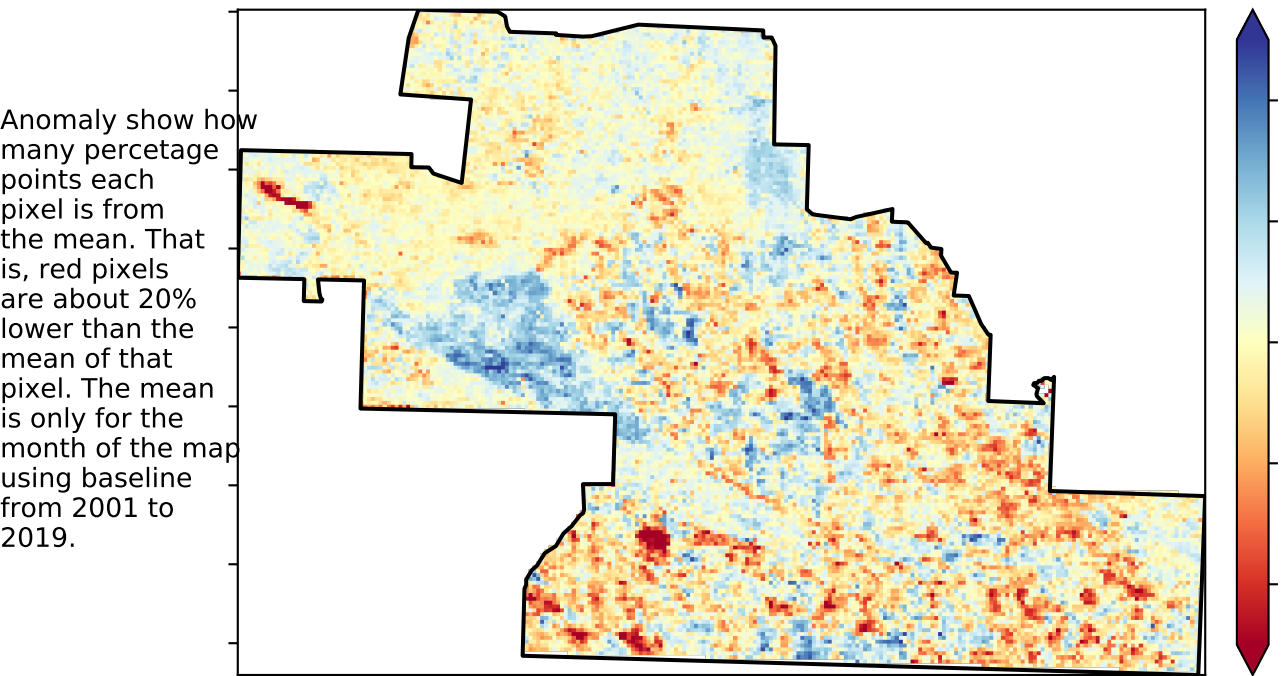 Anomaly show how
many percetage
points each
pixel is from
the mean. That
is, red pixels
are about 20%
lower than the
mean of that
pixel. The mean
is only for the
month of the map
using baseline
from 2001 to
2019.